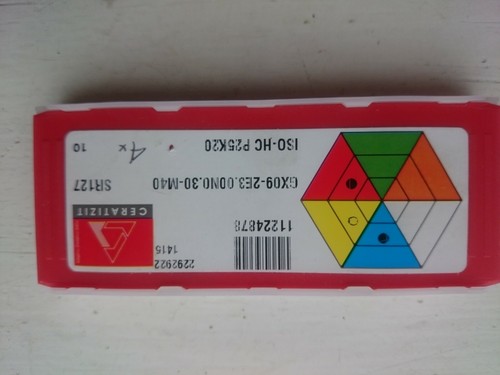 2292922
1415
11224878
CERATIZIT
GX09-2E3.00N0.30-M40
SR127
ISO-HC P25K20
4x
10